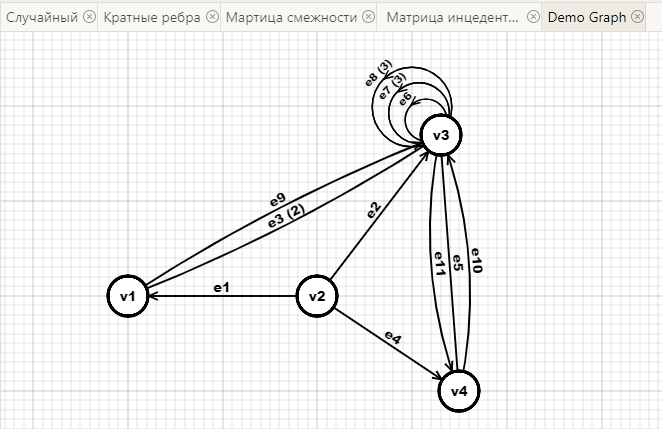 Случайный
Кратные ребра
Мартица смежности
Матрица инцедент...
Demo Graph
e8 (3)
e7 (3)
e6
v3
e9
e3 (2)
e2
e11
e5
e10
v1
e1
v2
e4
v4